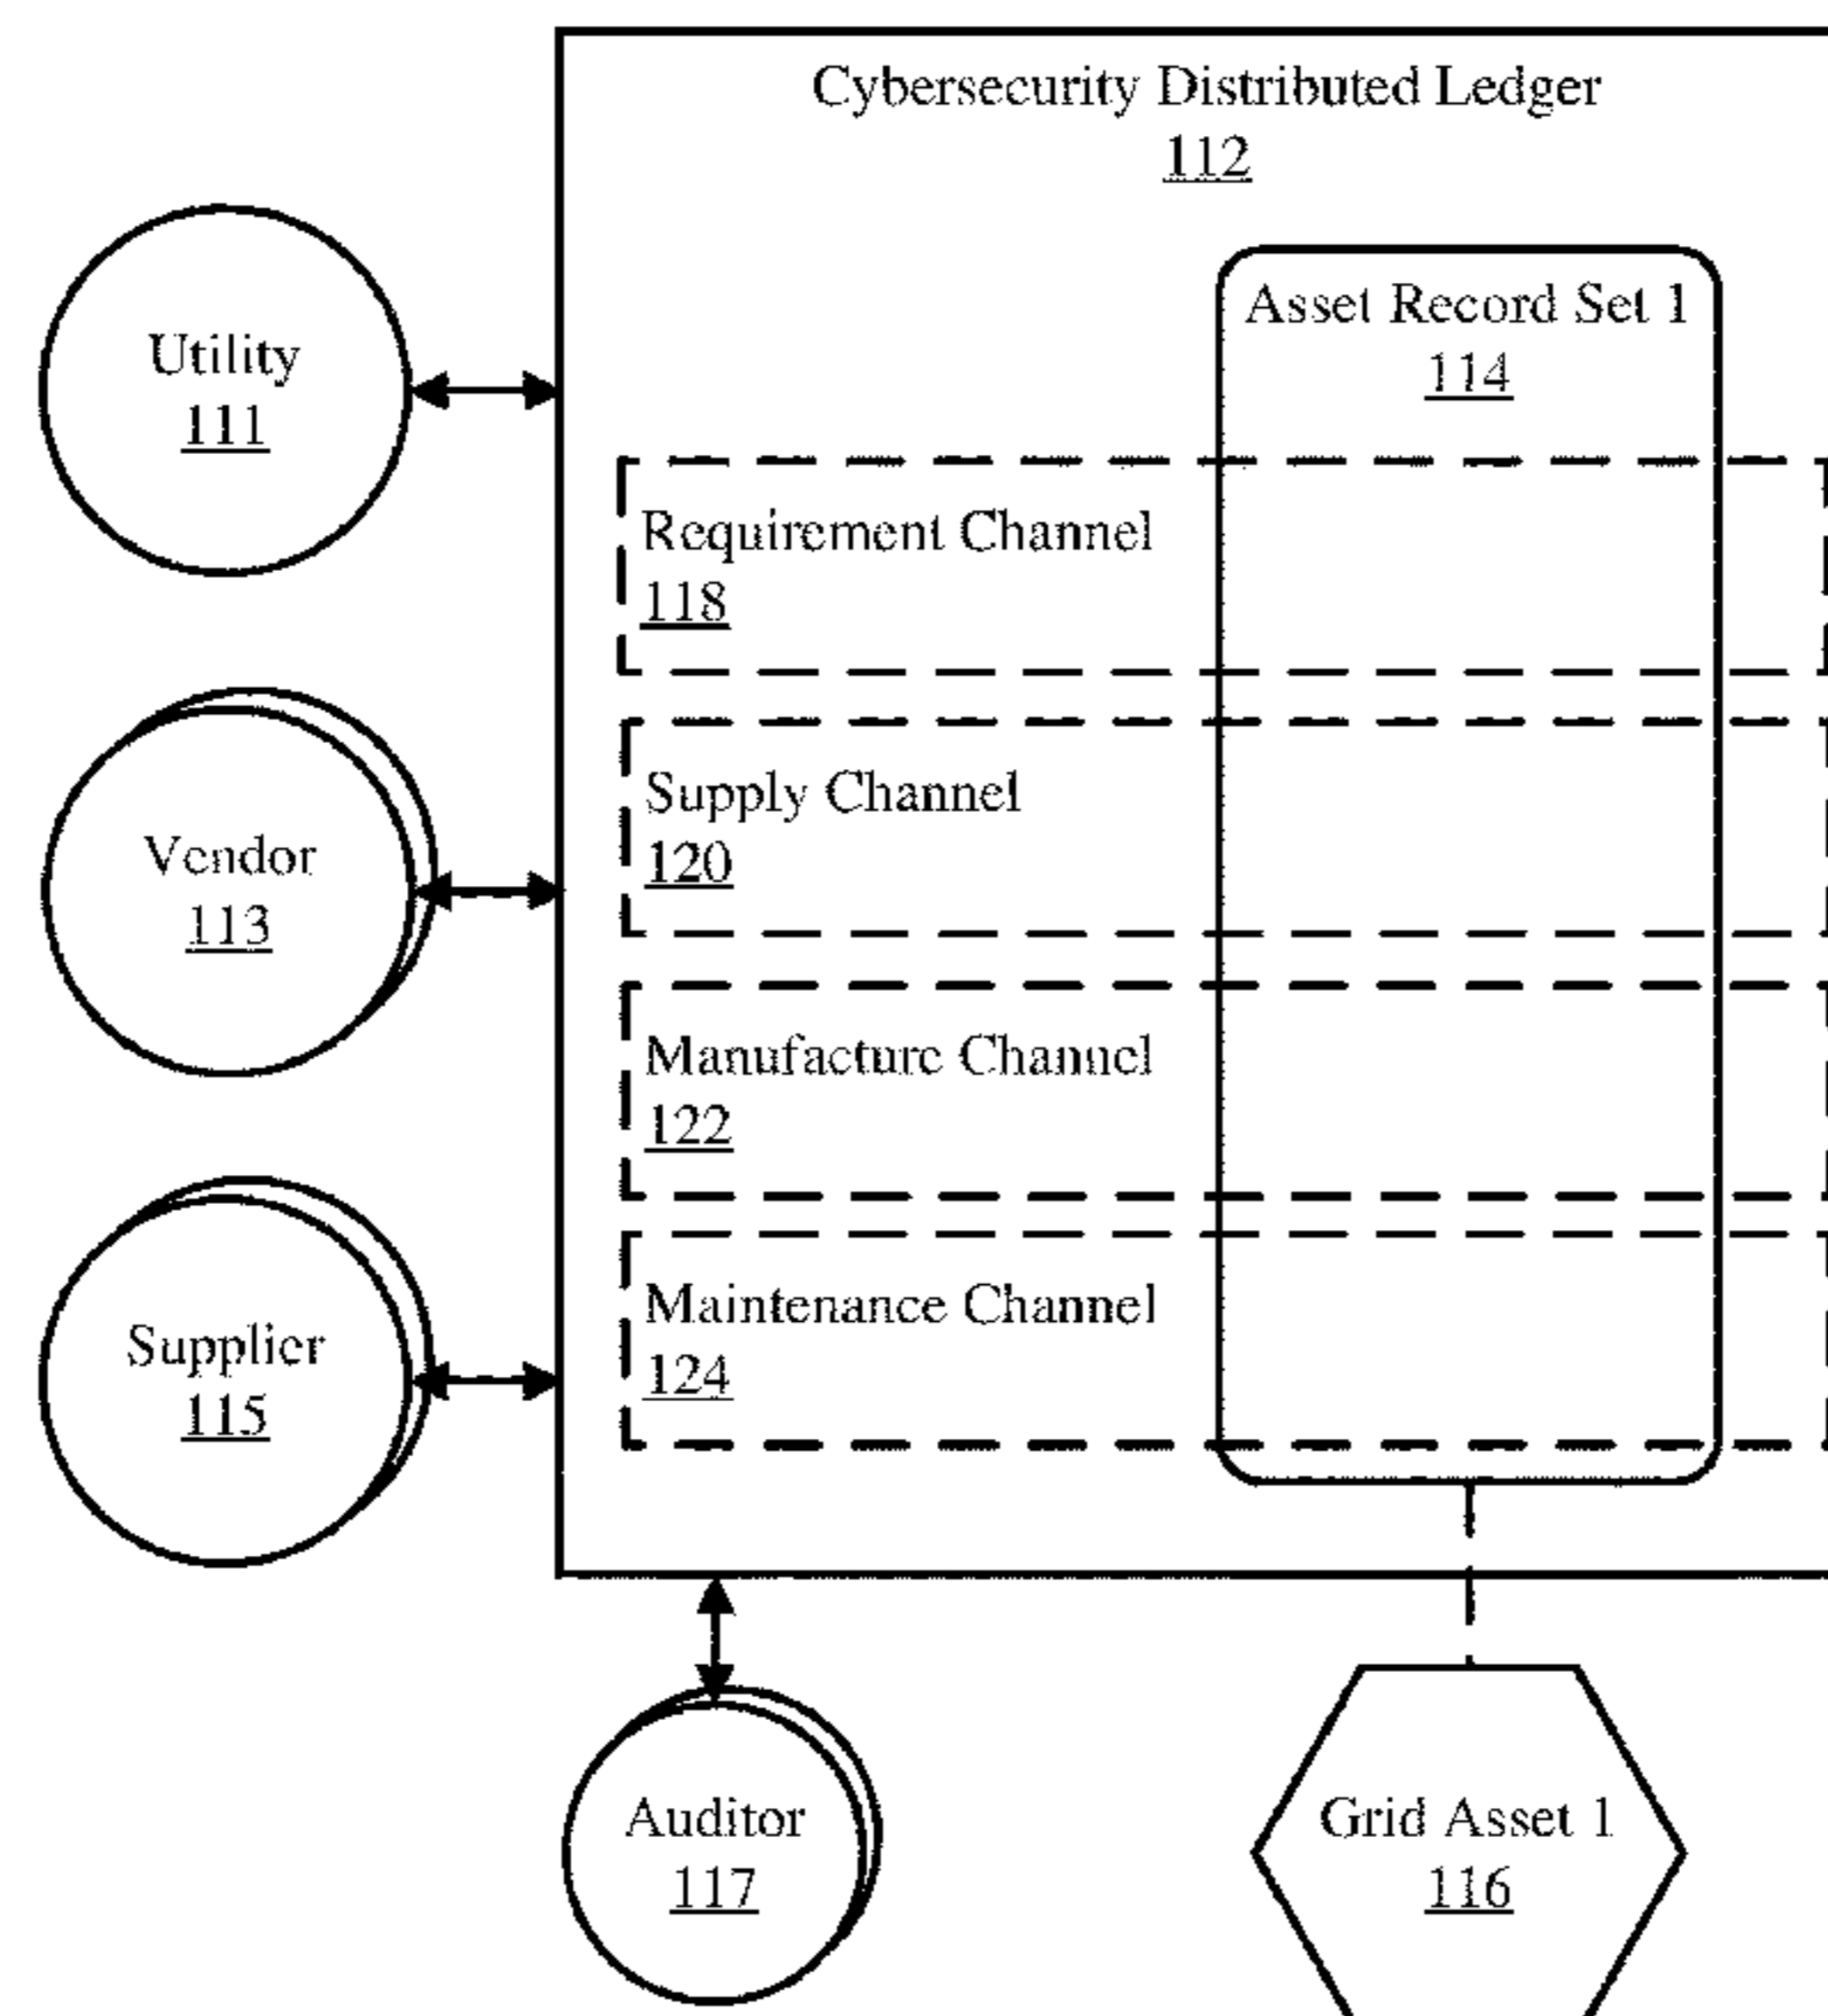 Cybersecurity Distributed Ledger
112
Asset Record Set 1
114
Utility
111
Requirement Channel
118
Supply Channel
120
Vendor
113
Manufacture Channel
122
Maintenance Channel
124
Supplier
115
Auditor
117
Grid Asset 1
116